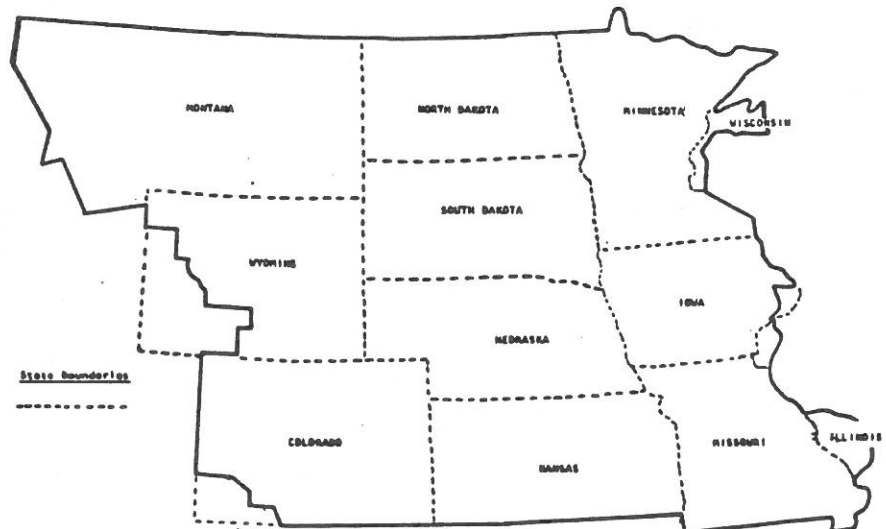 MONTANA
NORTH DAKOTA
MINNESOTA
WISCONSIN
SOUTH DAKOTA
WYOMING
IOWA
NEBRASKA
State boundaries
COLORADO
KANSAS
MISSOURI
ILLINOIS